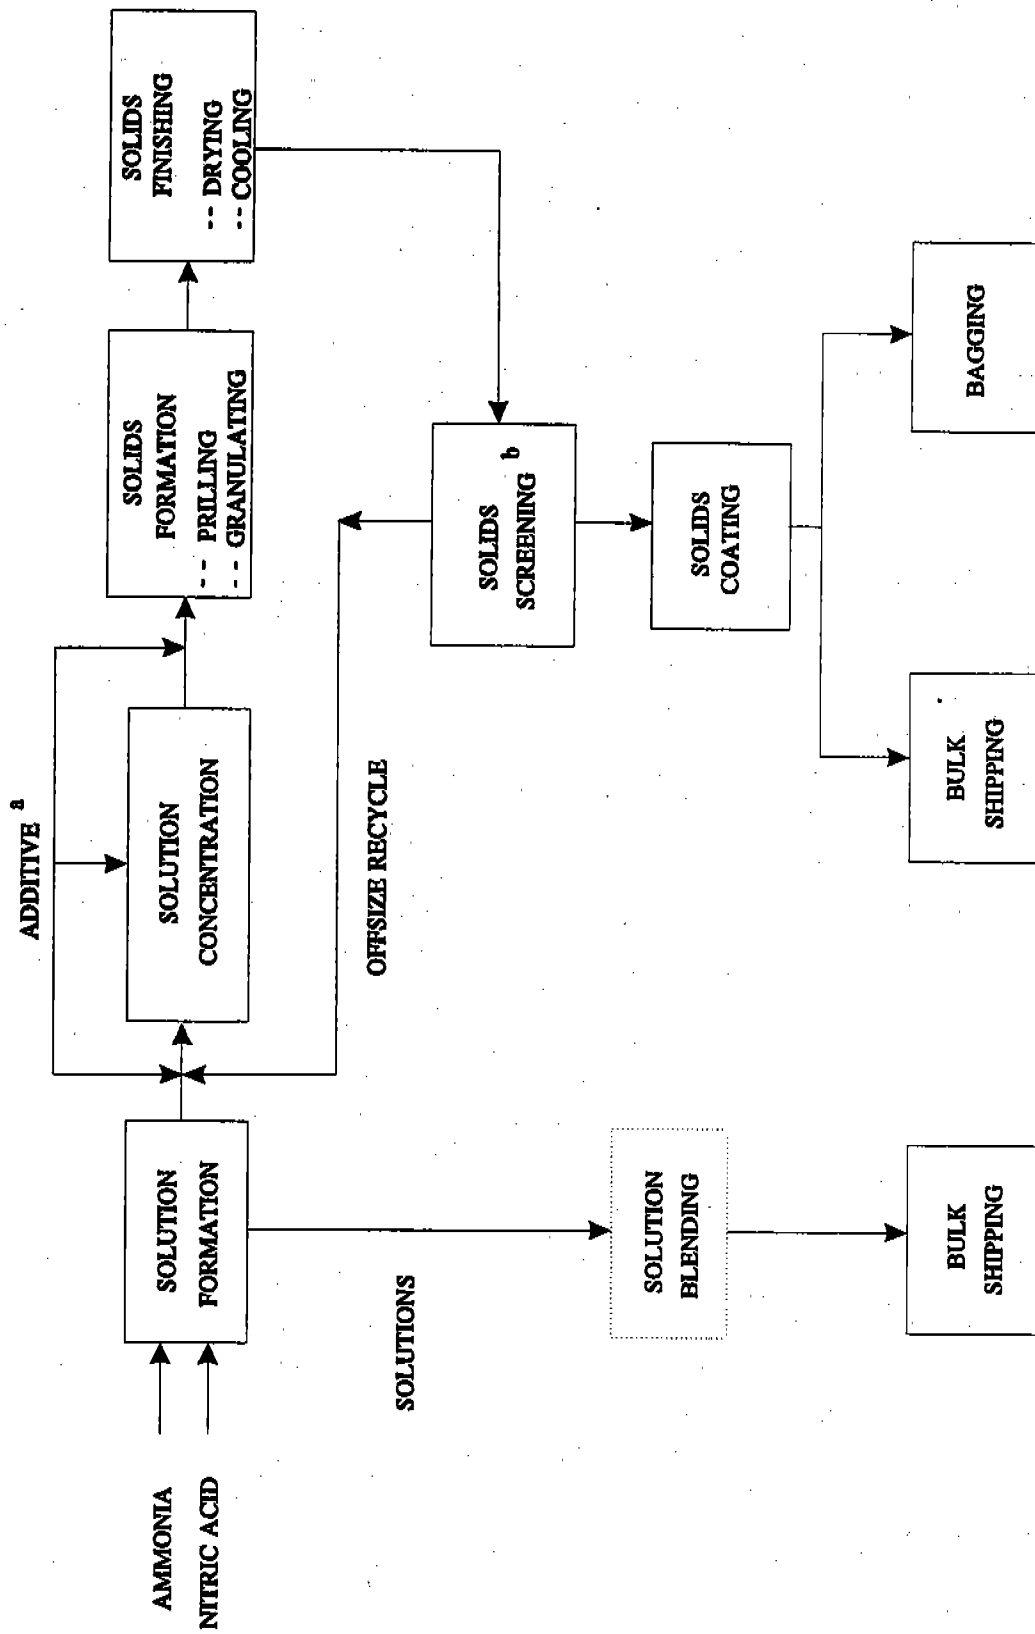 ADDITIVE a
AMMONIA
NITRIC ACID
SOLUTION
FORMATION
SOLUTION
CONCENTRATION
SOLIDS
FORMATION
-- PRILLING
-- GRANULATING
SOLIDS
FINISHING
-- DRYING
-- COOLING
OFFSIZE RECYCLE
SOLUTIONS
SOLIDS
SCREENING b
SOLUTION
BLENDING
SOLIDS
COATING
BULK
SHIPPING
BULK
SHIPPING
BAGGING